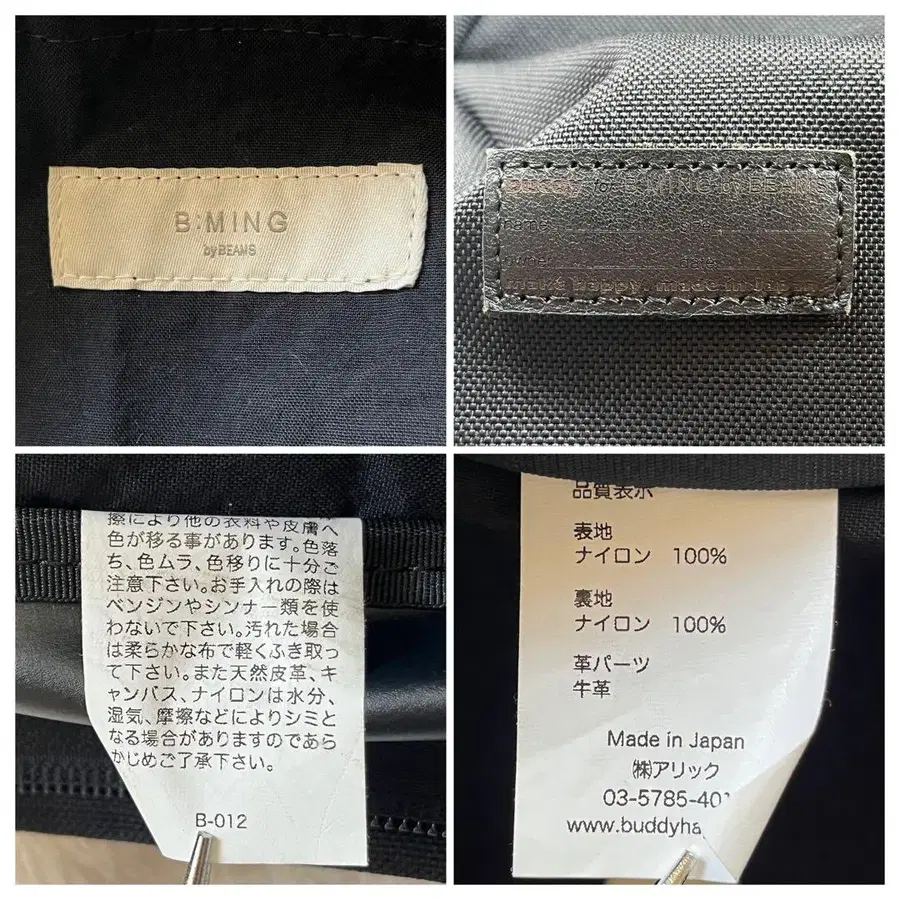 B:MING
by BEAMS
for B:MING by BEAMS
name
owner
date
make happy. made in Japan
擦により他の衣料や皮膚へ
色が移る事があります。色落
ち、色ムラ、色移りに十分ご
注意下さい。お手入れの際は
ベンジンやシンナー類を使
わないで下さい。汚れた場合
は柔らかな布で軽くふき取っ
て下さい。また天然皮革、キ
ャンバス、ナイロンは水分、
湿気、摩擦などによりシミと
なる場合がありますのであら
かじめご了承下さい。
B-012
品質表示
表地
ナイロン 100%
裏地
ナイロン 100%
革パーツ
牛革
Made in Japan
㈱アリック
03-5785-40
www.buddyha